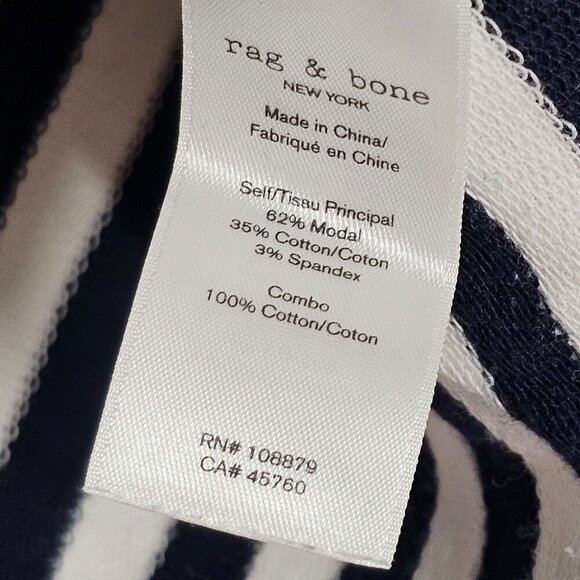 rag & bone
NEW YORK
Made in China/
Fabriqué en Chine
Self/Tissu Principal
62% Modal
35% Cotton/Coton
3% Spandex
Combo
100% Cotton/Coton
RN# 108879
CA# 45760